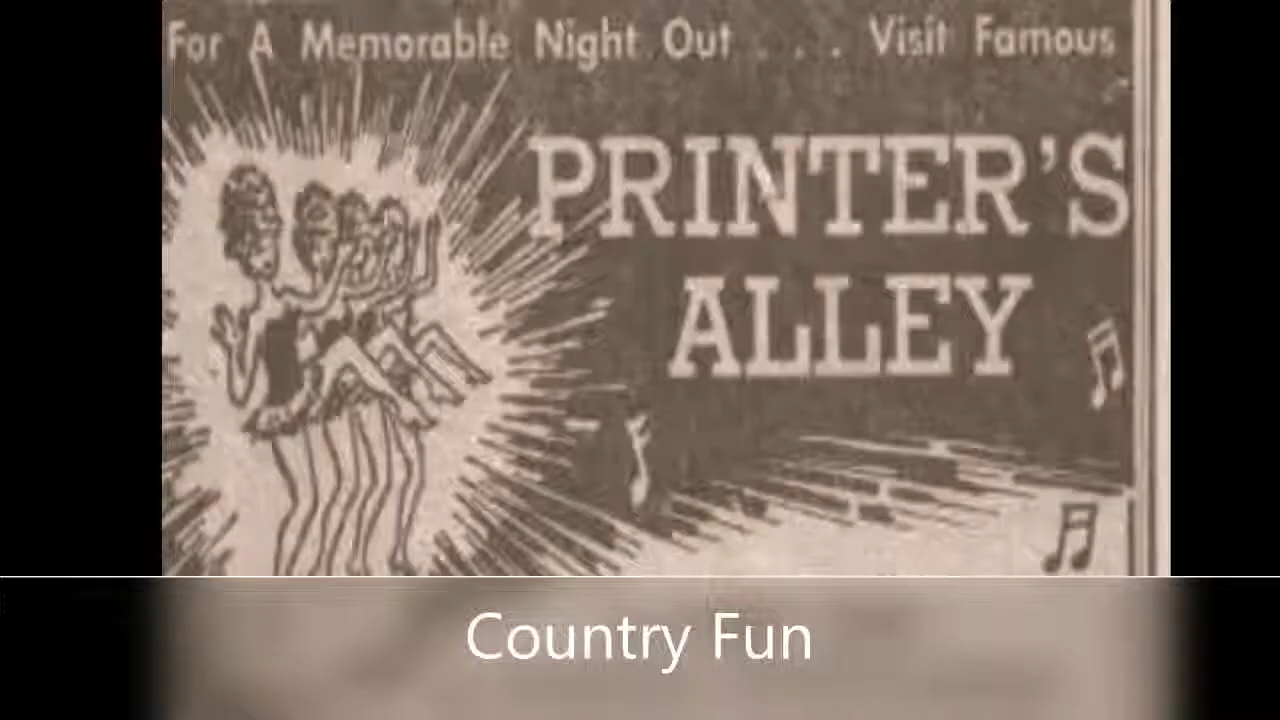 For A Memorable Night Out . . . Visit Famous
PRINTER'S
ALLEY
Country Fun